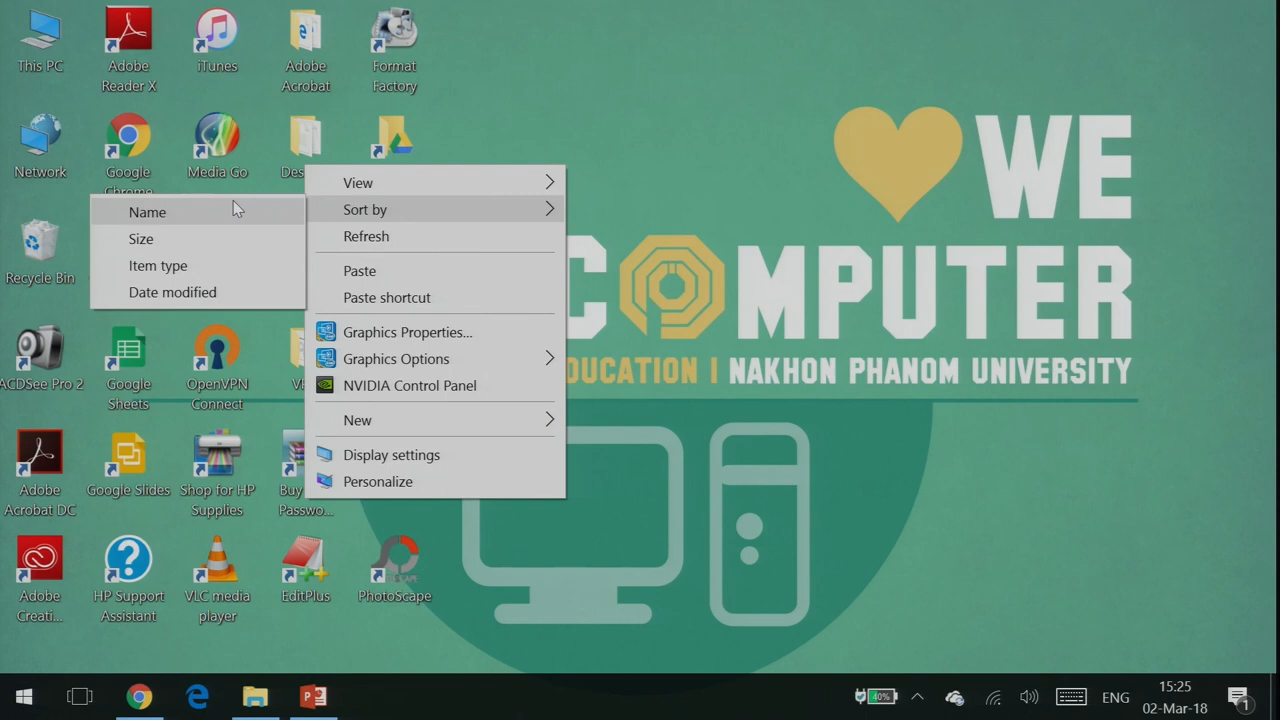 This PC
Adobe
Reader X
iTunes
Adobe
Acrobat
Format
Factory
Network
Google
Chrome
Media Go
Recycle Bin
ACDSee Pro 2
Google
Sheets
OpenVPN
Connect
Adobe
Acrobat DC
Google Slides
Shop for HP
Supplies
Buy
Passwo...
Adobe
Creati...
HP Support
Assistant
VLC media
player
EditPlus
PhotoScape
View
Sort by
Refresh
Paste
Paste shortcut
Graphics Properties...
Graphics Options
NVIDIA Control Panel
New
Display settings
Personalize
Name
Size
Item type
Date modified
WE
COMPUTER
DUCATION | NAKHON PHANOM UNIVERSITY
40%
ENG
15:25
02-Mar-18
1